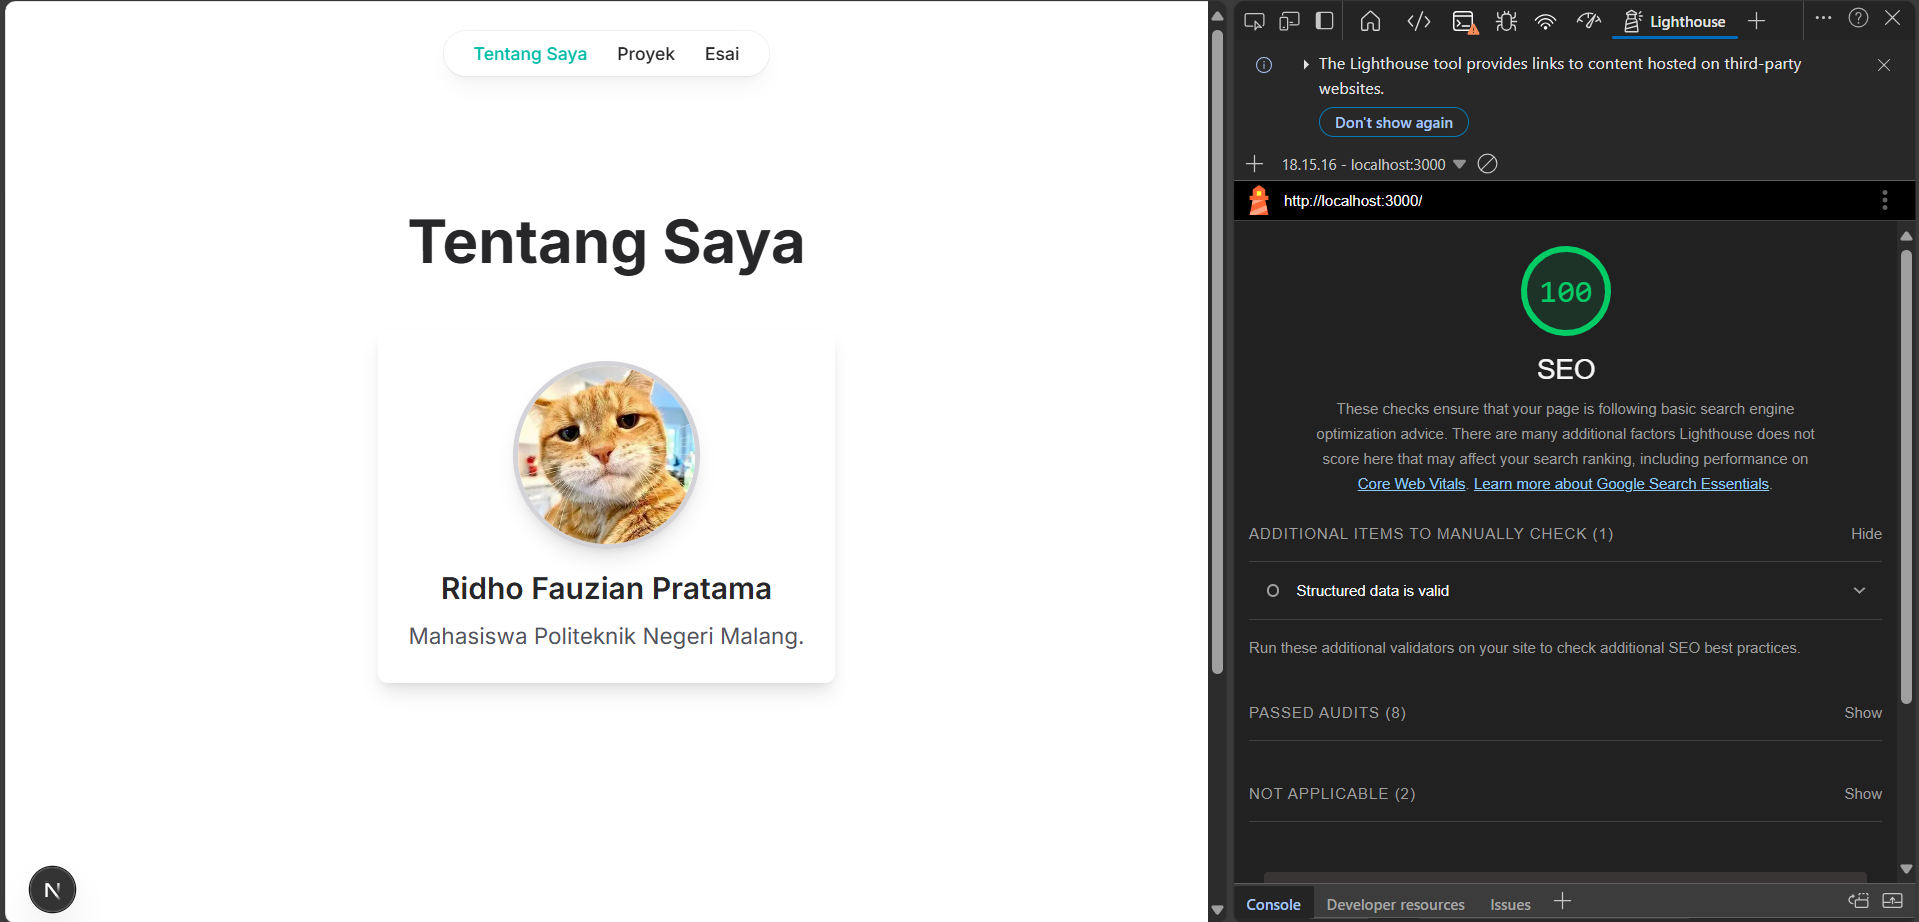 Tentang Saya
Proyek
Esai
Tentang Saya
Ridho Fauzian Pratama
Mahasiswa Politeknik Negeri Malang.
N
Lighthouse
The Lighthouse tool provides links to content hosted on third-party
websites.
Don't show again
18.15.16 - localhost:3000
http://localhost:3000/
100
SEO
These checks ensure that your page is following basic search engine
optimization advice. There are many additional factors Lighthouse does not
score here that may affect your search ranking, including performance on
Core Web Vitals. Learn more about Google Search Essentials.
ADDITIONAL ITEMS TO MANUALLY CHECK (1)
Hide
Structured data is valid
Run these additional validators on your site to check additional SEO best practices.
PASSED AUDITS (8)
Show
NOT APPLICABLE (2)
Show
Console
Developer resources
Issues